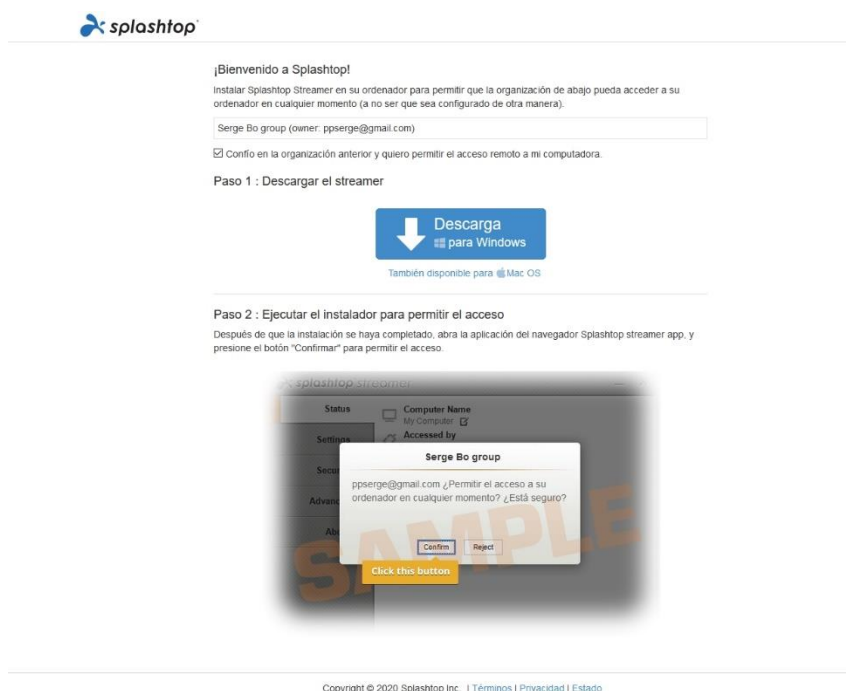 splashtop
¡Bienvenido a Splashtop!
Instalar Splashtop Streamer en su ordenador para permitir que la organización de abajo pueda acceder a su
ordenador en cualquier momento (a no ser que sea configurado de otra manera).
Serge Bo group (owner: ppserge@gmail.com)
Confío en la organización anterior y quiero permitir el acceso remoto a mi computadora.
Paso 1 : Descargar el streamer
Descarga
para Windows
También disponible para Mac OS
Paso 2 : Ejecutar el instalador para permitir el acceso
Después de que la instalación se haya completado, abra la aplicación del navegador Splashtop streamer app, y
presione el botón "Confirmar" para permitir el acceso.
splashtop streamer
Status
Computer Name
My Computer
Accessed by
Settings
Serge Bo group
ppserge@gmail.com ¿Permitir el acceso a su
ordenador en cualquier momento? ¿Está seguro?
Confirm Reject
Click this button
SAMPLE
Copyright © 2020 Splashtop Inc. | Términos | Privacidad | Estado